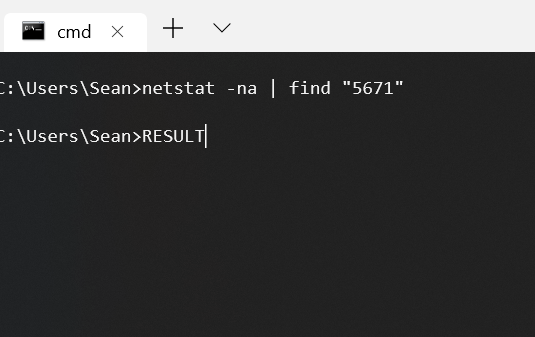 cmd
C:\Users\Sean>netstat -na | find "5671"
C:\Users\Sean>RESULT